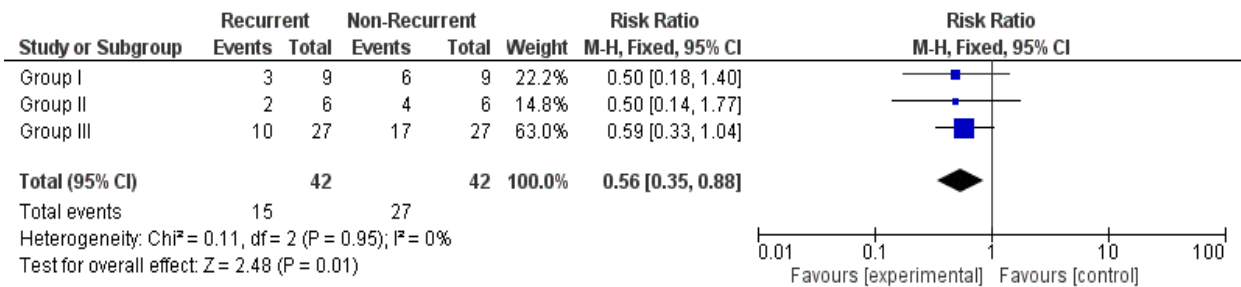 Recurrent Non-Recurrent Risk Ratio Risk Ratio
Study or Subgroup Events Total Events Total Weight M-H, Fixed, 95% CI M-H, Fixed, 95% CI
Group I 3 9 6 9 22.2% 0.50 [0.18, 1.40]
Group II 2 6 4 6 14.8% 0.50 [0.14, 1.77]
Group III 10 27 17 27 63.0% 0.59 [0.33, 1.04]
Total (95% CI) 42 42 100.0% 0.56 [0.35, 0.88]
Total events 15 27
Heterogeneity: Chi² = 0.11, df = 2 (P = 0.95); I² = 0%
Test for overall effect: Z = 2.48 (P = 0.01)
0.01 0.1 1 10 100
Favours [experimental] Favours [control]